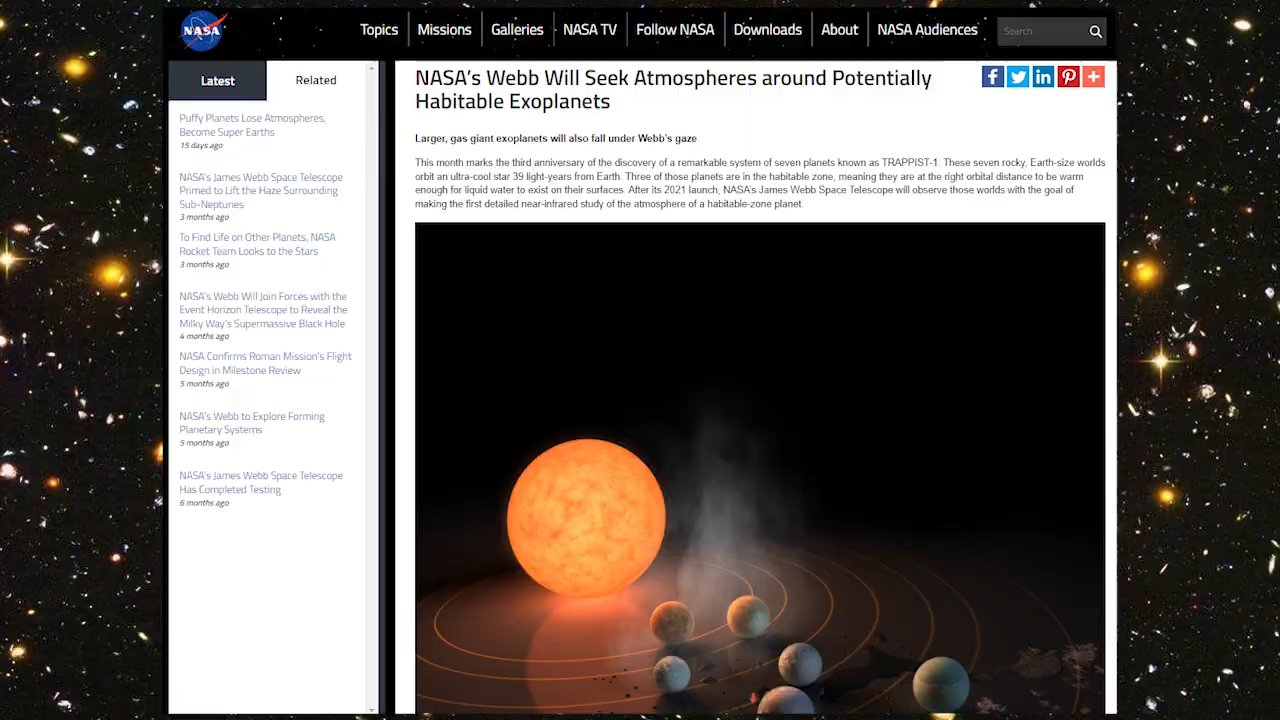 NASA
Topics
Missions
Galleries
NASA TV
Follow NASA
Downloads
About
NASA Audiences
Search
Latest
Related
Puffy Planets Lose Atmospheres,
Become Super Earths
15 days ago
NASA's James Webb Space Telescope
Primed to Lift the Haze Surrounding
Sub-Neptunes
3 months ago
To Find Life on Other Planets, NASA
Rocket Team Looks to the Stars
3 months ago
NASA's Webb Will Join Forces with the
Event Horizon Telescope to Reveal the
Milky Way's Supermassive Black Hole
4 months ago
NASA Confirms Roman Mission's Flight
Design in Milestone Review
5 months ago
NASA's Webb to Explore Forming
Planetary Systems
5 months ago
NASA's James Webb Space Telescope
Has Completed Testing
6 months ago
NASA's Webb Will Seek Atmospheres around Potentially
Habitable Exoplanets
Larger, gas giant exoplanets will also fall under Webb's gaze
This month marks the third anniversary of the discovery of a remarkable system of seven planets known as TRAPPIST-1. These seven rocky, Earth-size worlds
orbit an ultra-cool star 39 light-years from Earth. Three of those planets are in the habitable zone, meaning they are at the right orbital distance to be warm
enough for liquid water to exist on their surfaces. After its 2021 launch, NASA's James Webb Space Telescope will observe those worlds with the goal of
making the first detailed near-infrared study of the atmosphere of a habitable-zone planet.